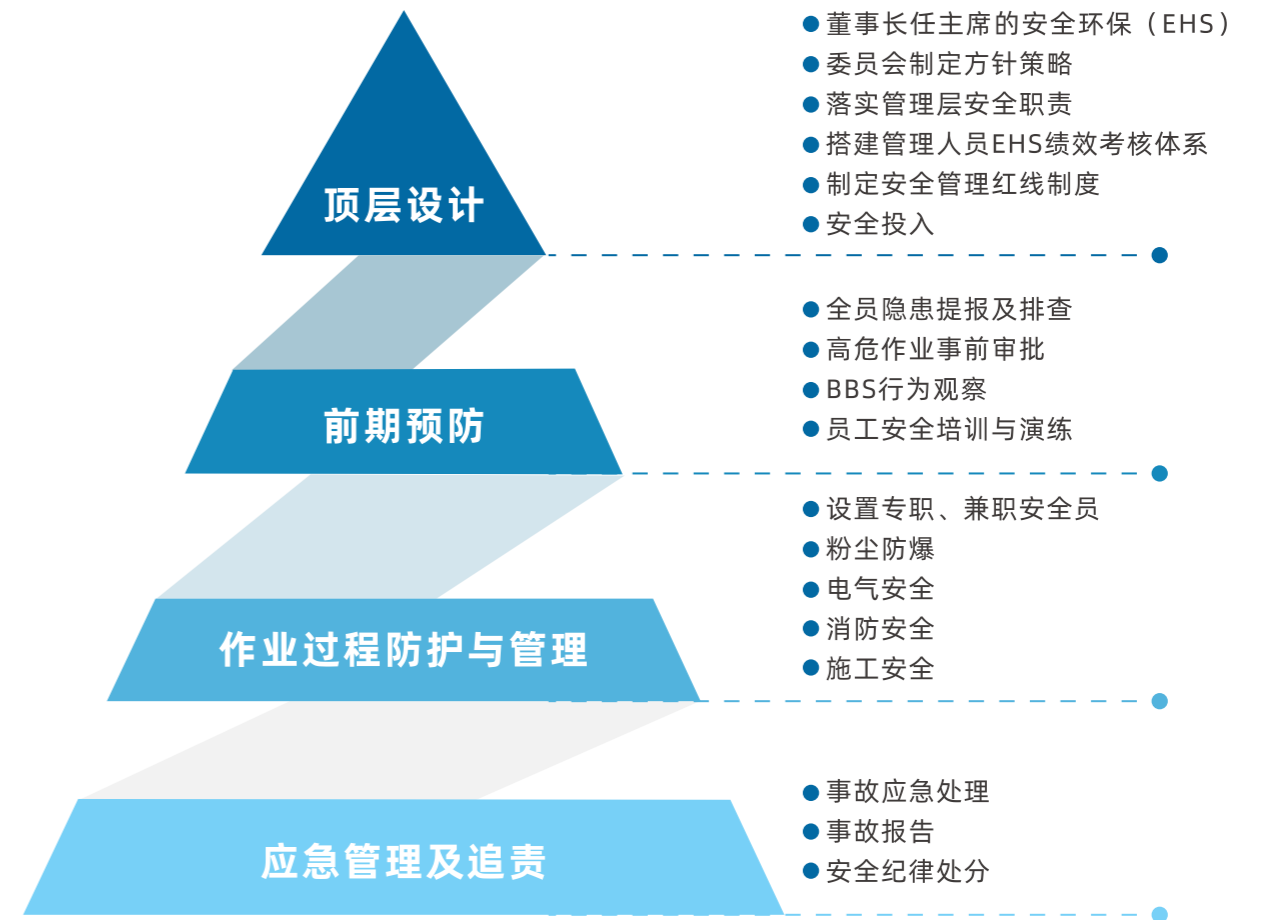 董事长任主席的安全环保（EHS）
委员会制定方针策略
落实管理层安全职责
搭建管理人员EHS绩效考核体系
制定安全管理红线制度
安全投入
顶层设计
全员隐患提报及排查
高危作业事前审批
BBS行为观察
员工安全培训与演练
前期预防
设置专职、兼职安全员
粉尘防爆
电气安全
消防安全
施工安全
作业过程防护与管理
事故应急处理
事故报告
安全纪律处分
应急管理及追责